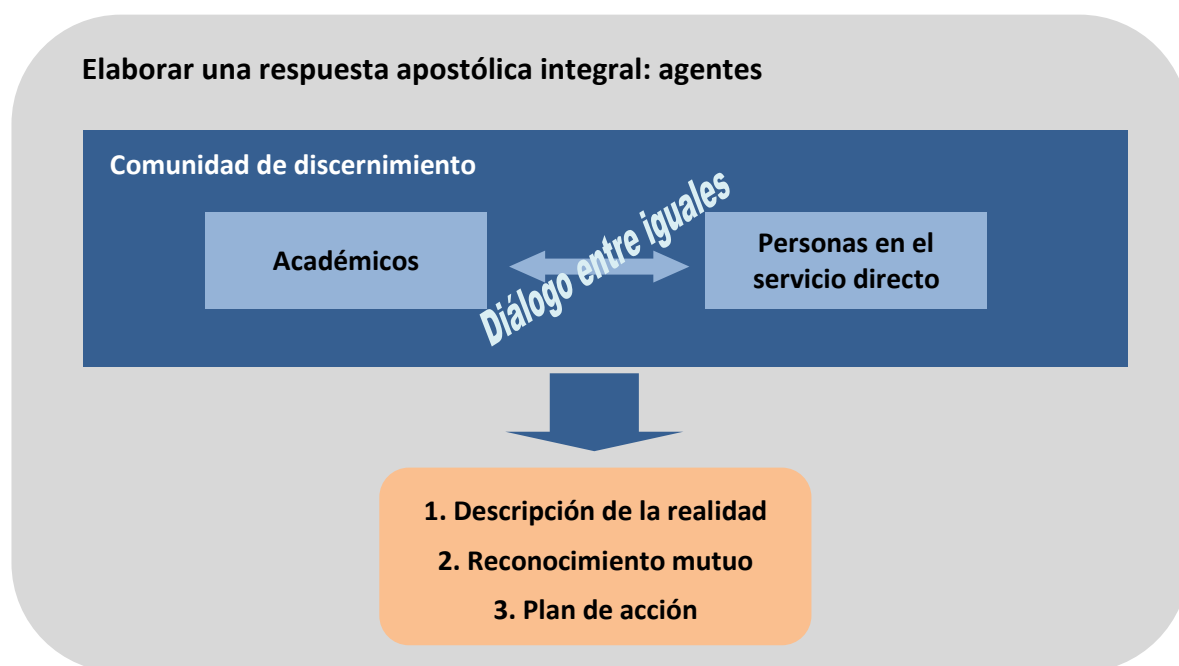 Elaborar una respuesta apostólica integral: agentes
Comunidad de discernimiento
Académicos
Diálogo entre iguales
Personas en el
servicio directo
1. Descripción de la realidad
2. Reconocimiento mutuo
3. Plan de acción